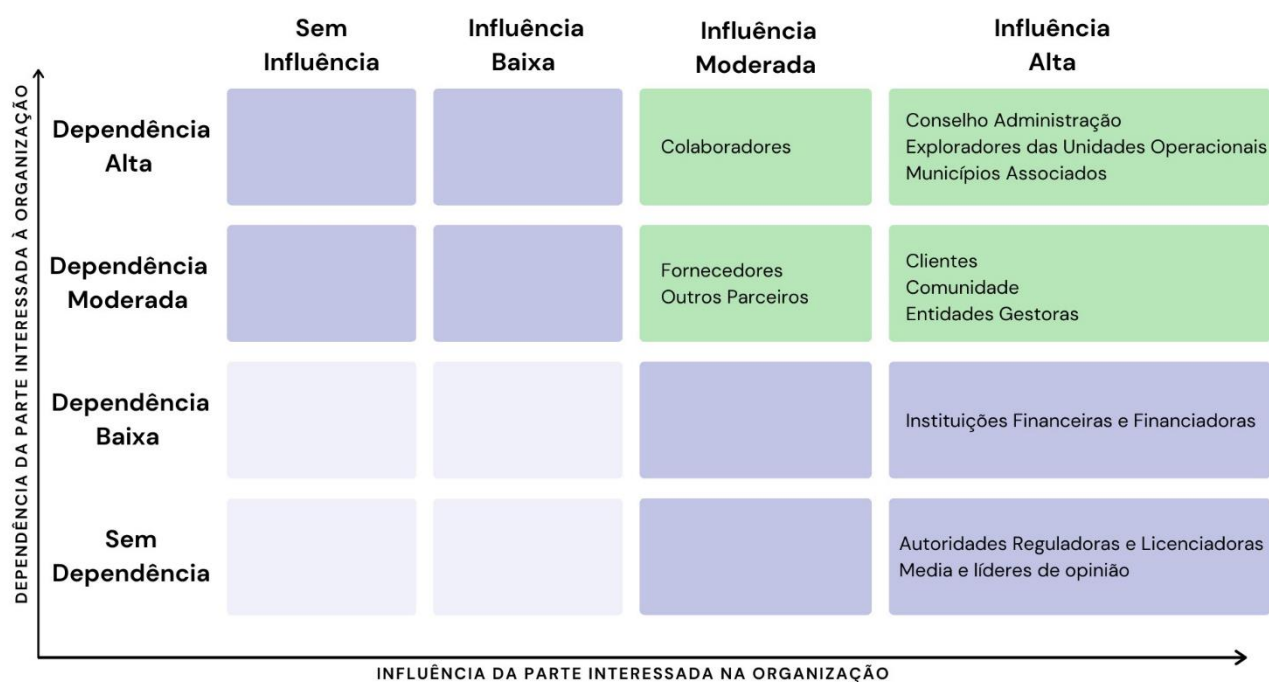 Sem
Influência
Influência
Baixa
Influência
Moderada
Influência
Alta
DEPENDÊNCIA DA PARTE INTERESSADA À ORGANIZAÇÃO
Dependência
Alta
Colaboradores
Conselho Administração
Exploradores das Unidades Operacionais
Municípios Associados
Dependência
Moderada
Fornecedores
Outros Parceiros
Clientes
Comunidade
Entidades Gestoras
Dependência
Baixa
Instituições Financeiras e Financiadoras
Sem
Dependência
Autoridades Reguladoras e Licenciadoras
Media e líderes de opinião
INFLUÊNCIA DA PARTE INTERESSADA NA ORGANIZAÇÃO